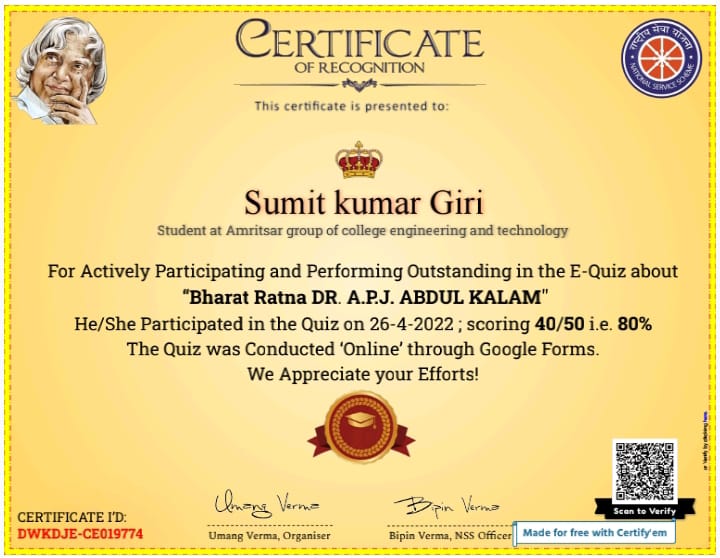 CERTIFICATE
OF RECOGNITION
राष्ट्रीय सेवा योजना
NATIONAL SERVICE SCHEME
This certificate is presented to:
Sumit kumar Giri
Student at Amritsar group of college engineering and technology
For Actively Participating and Performing Outstanding in the E-Quiz about
“Bharat Ratna DR. A.P.J. ABDUL KALAM"
He/She Participated in the Quiz on 26-4-2022 ; scoring 40/50 i.e. 80%
The Quiz was Conducted ‘Online’ through Google Forms.
We Appreciate your Efforts!
or Verify by clicking here.
Scan to Verify
CERTIFICATE I'D:
DWKDJE-CE019774
Umang Verma
Umang Verma, Organiser
Bipin Verma
Bipin Verma, NSS Officer
Made for free with Certify'em